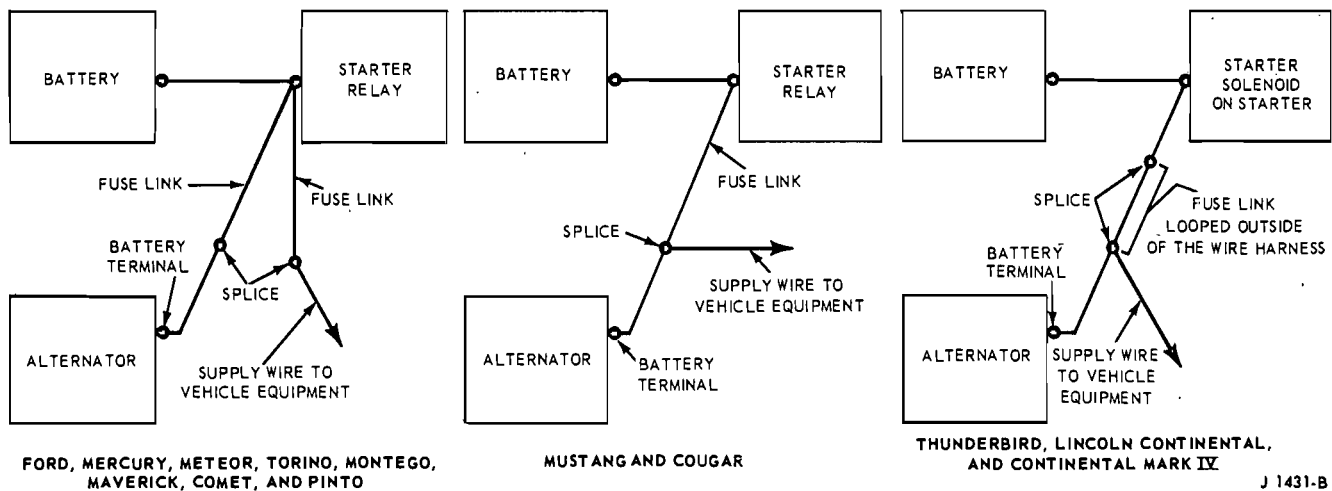 BATTERY
STARTER
RELAY
FUSE LINK
FUSE LINK
BATTERY
TERMINAL
SPLICE
ALTERNATOR
SUPPLY WIRE TO
VEHICLE EQUIPMENT
FORD, MERCURY, METEOR, TORINO, MONTEGO,
MAVERICK, COMET, AND PINTO
BATTERY
STARTER
RELAY
FUSE LINK
SPLICE
SUPPLY WIRE TO
VEHICLE EQUIPMENT
ALTERNATOR
BATTERY
TERMINAL
MUSTANG AND COUGAR
BATTERY
STARTER
SOLENOID
ON STARTER
SPLICE
FUSE LINK
LOOPED OUTSIDE
OF THE WIRE HARNESS
BATTERY
TERMINAL
ALTERNATOR
SUPPLY WIRE
TO VEHICLE
EQUIPMENT
THUNDERBIRD, LINCOLN CONTINENTAL,
AND CONTINENTAL MARK IV
J 1431-B